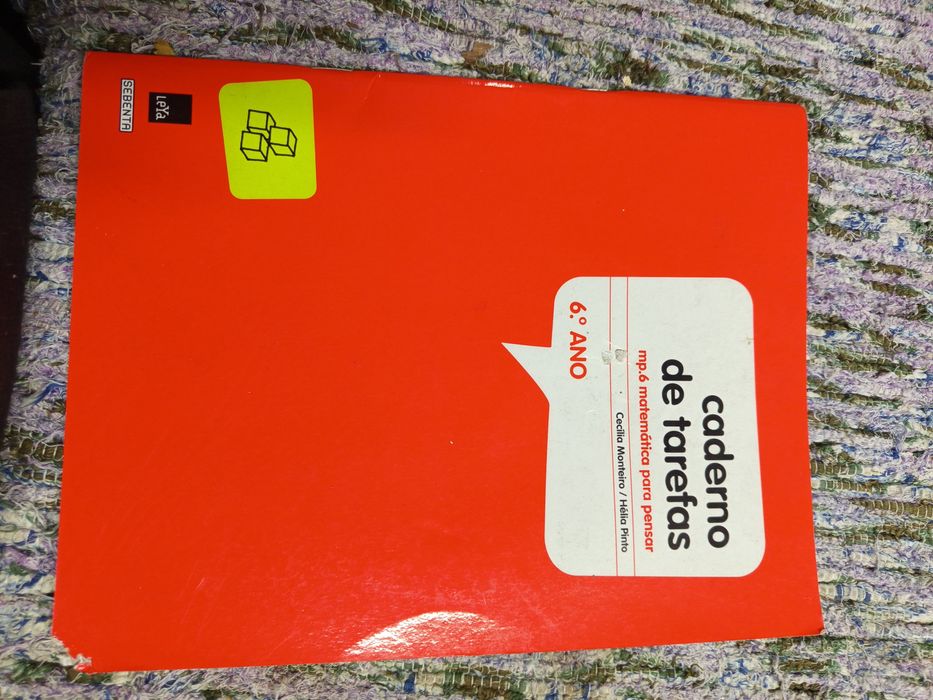 caderno
de tarefas
mp.6 matemática para pensar
Cecília Monteiro / Hélia Pinto
6.º ANO
LeYa
SEBENTA